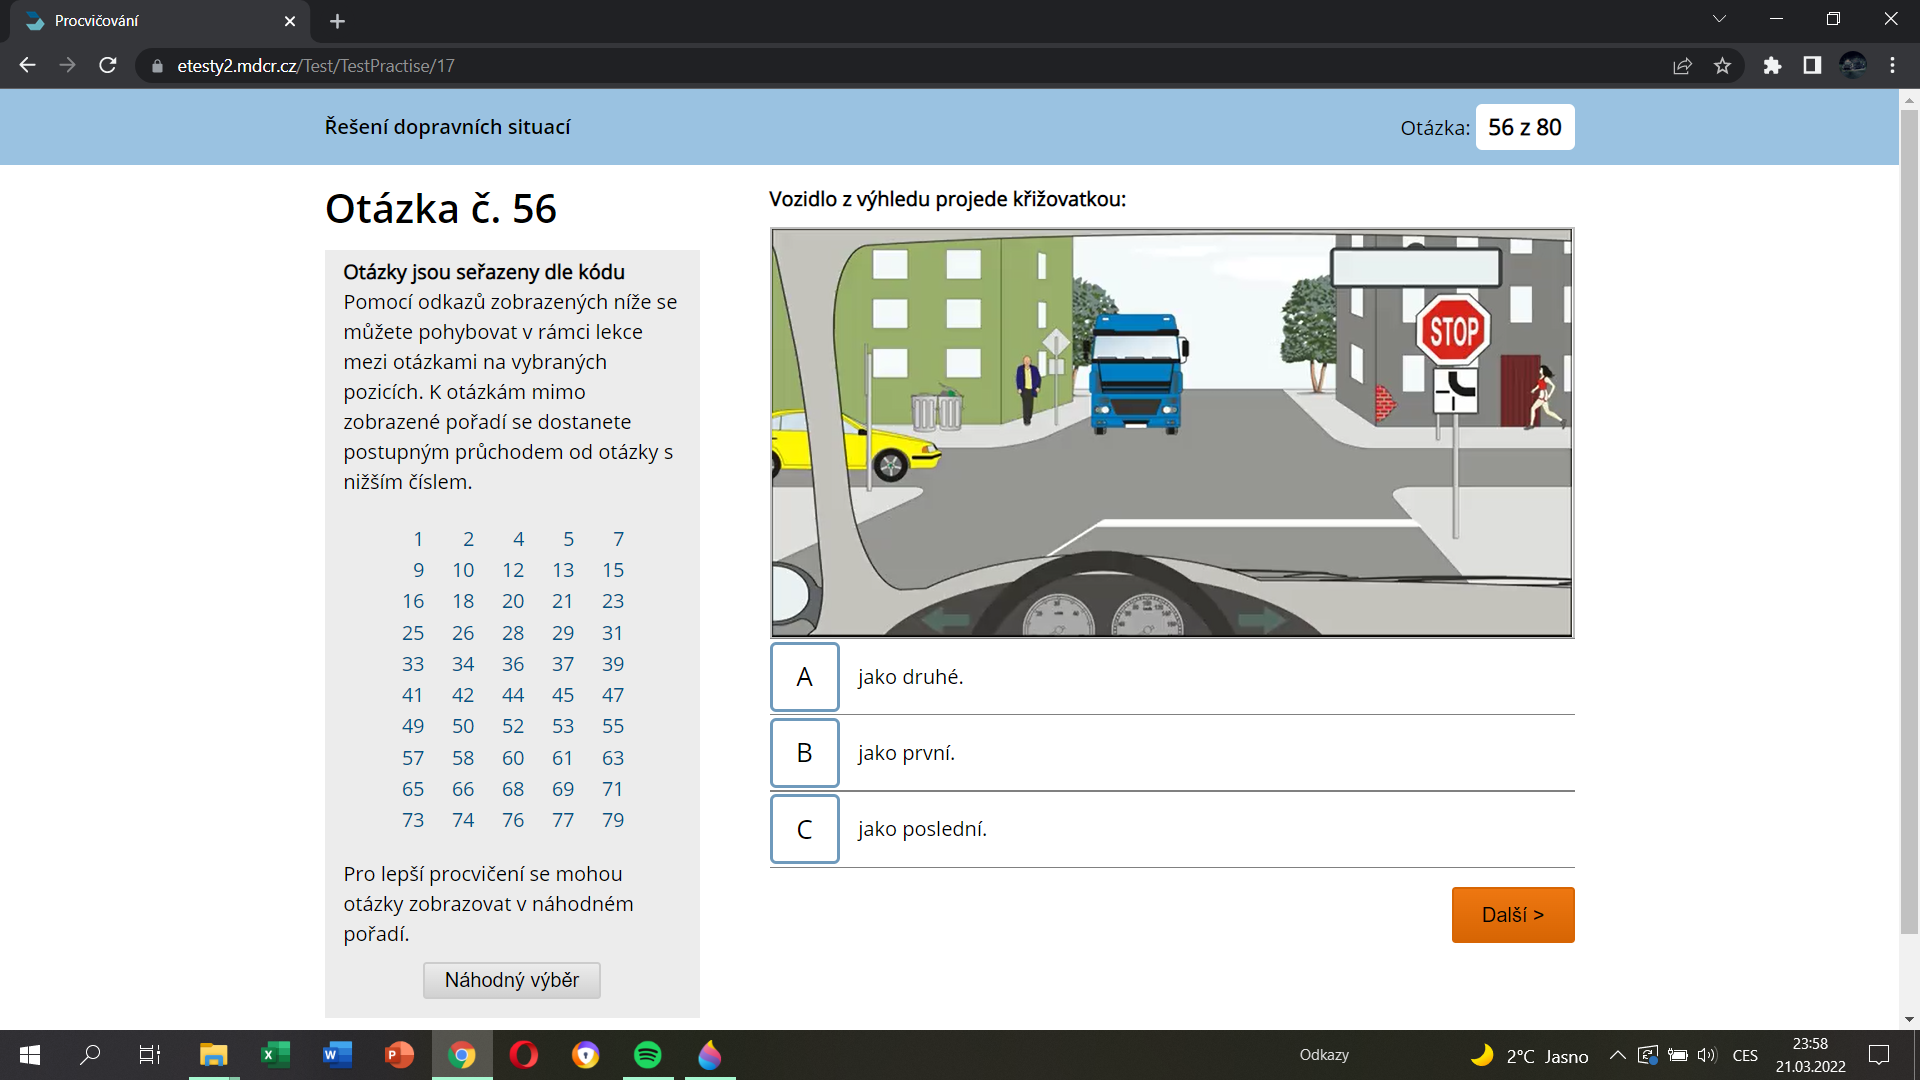 Procvičování
etesty2.mdcr.cz/Test/TestPractise/17
Řešení dopravních situací
Otázka: 56 z 80
Otázka č. 56
Otázky jsou seřazeny dle kódu
Pomocí odkazů zobrazených níže se
můžete pohybovat v rámci lekce
mezi otázkami na vybraných
pozicích. K otázkám mimo
zobrazené pořadí se dostanete
postupným průchodem od otázky s
nižším číslem.
1 2 4 5 7
9 10 12 13 15
16 18 20 21 23
25 26 28 29 31
33 34 36 37 39
41 42 44 45 47
49 50 52 53 55
57 58 60 61 63
65 66 68 69 71
73 74 76 77 79
Pro lepší procvičení se mohou
otázky zobrazovat v náhodném
pořadí.
Náhodný výběr
Vozidlo z výhledu projede křižovatkou:
STOP
A jako druhé.
B jako první.
C jako poslední.
Další >
Odkazy
2°C Jasno
CES
23:58
21.03.2022